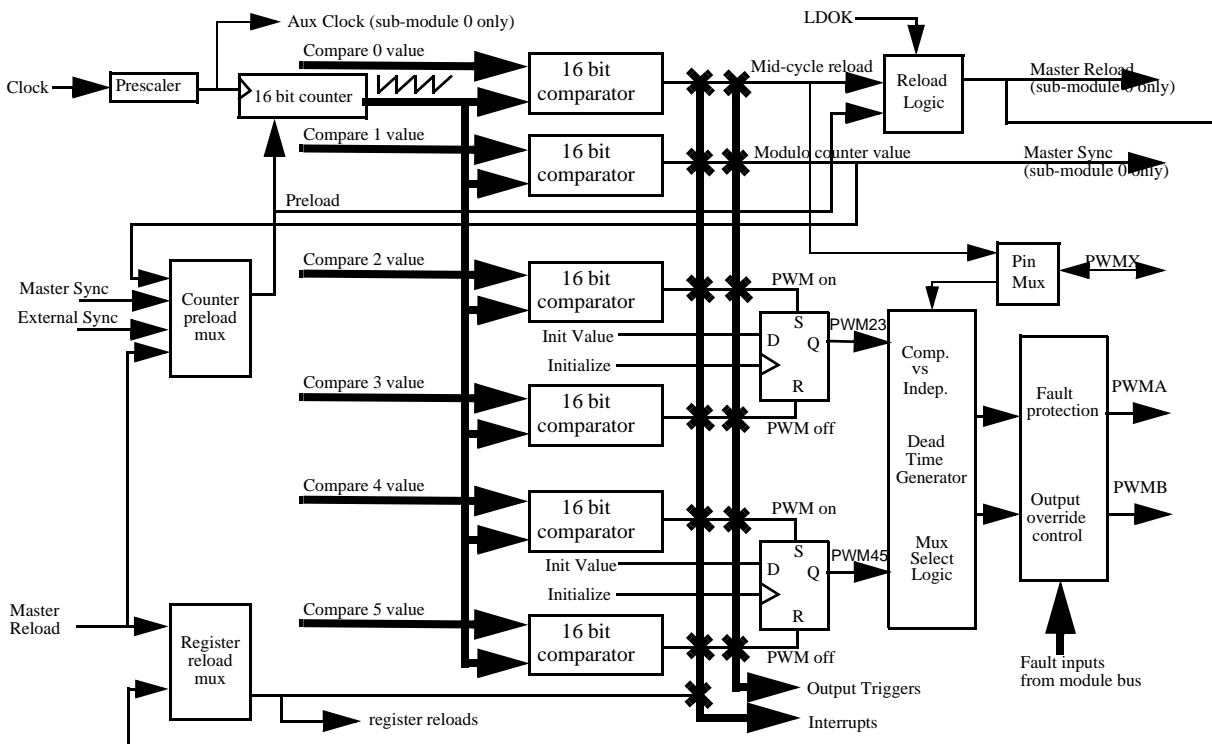 LDOK
Aux Clock (sub-module 0 only)
Compare 0 value
Clock
Prescaler
16 bit counter
16 bit
comparator
Mid-cycle reload
Reload
Logic
Master Reload
(sub-module 0 only)
Compare 1 value
16 bit
comparator
Modulo counter value
Master Sync
(sub-module 0 only)
Preload
Compare 2 value
16 bit
comparator
PWM on
Pin
Mux
PWMX
Master Sync
External Sync
Counter
preload
mux
Init Value
Initialize
S
D
Q
R
PWM23
Comp.
vs
Indep.
Dead
Time
Generator
Mux
Select
Logic
Fault
protection
Output
override
control
PWMA
PWMB
Compare 3 value
16 bit
comparator
PWM off
Compare 4 value
16 bit
comparator
PWM on
Init Value
Initialize
S
D
Q
R
PWM45
Master
Reload
Register
reload
mux
Compare 5 value
16 bit
comparator
PWM off
Fault inputs
from module bus
Output Triggers
register reloads
Interrupts